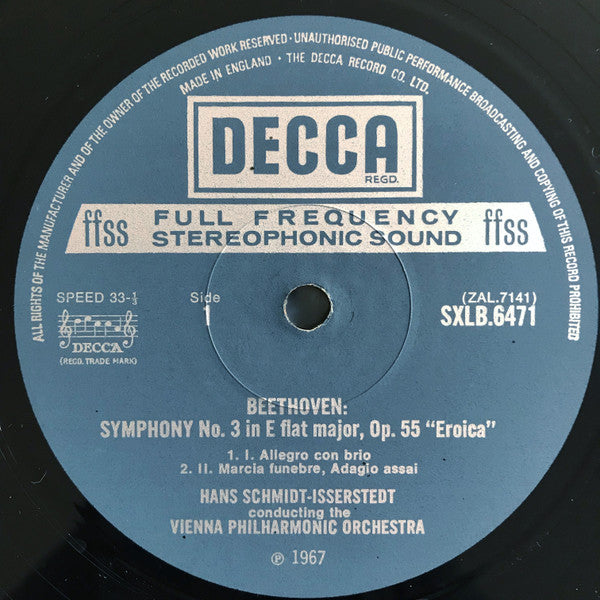 ALL RIGHTS OF THE MANUFACTURER AND OF THE OWNER OF THE RECORDED WORK RESERVED · UNAUTHORISED PUBLIC PERFORMANCE BROADCASTING AND COPYING OF THIS RECORD PROHIBITED
MADE IN ENGLAND · THE DECCA RECORD CO. LTD.
DECCA
REGD.
ffss FULL FREQUENCY STEREOPHONIC SOUND ffss
SPEED 33-⅓
Side
1
(ZAL.7141)
SXLB.6471
DECCA
(REGD. TRADE MARK)
BEETHOVEN:
SYMPHONY No. 3 in E flat major, Op. 55 "Eroica"
1. I. Allegro con brio
2. II. Marcia funebre, Adagio assai
HANS SCHMIDT-ISSERSTEDT
conducting the
VIENNA PHILHARMONIC ORCHESTRA
℗ 1967